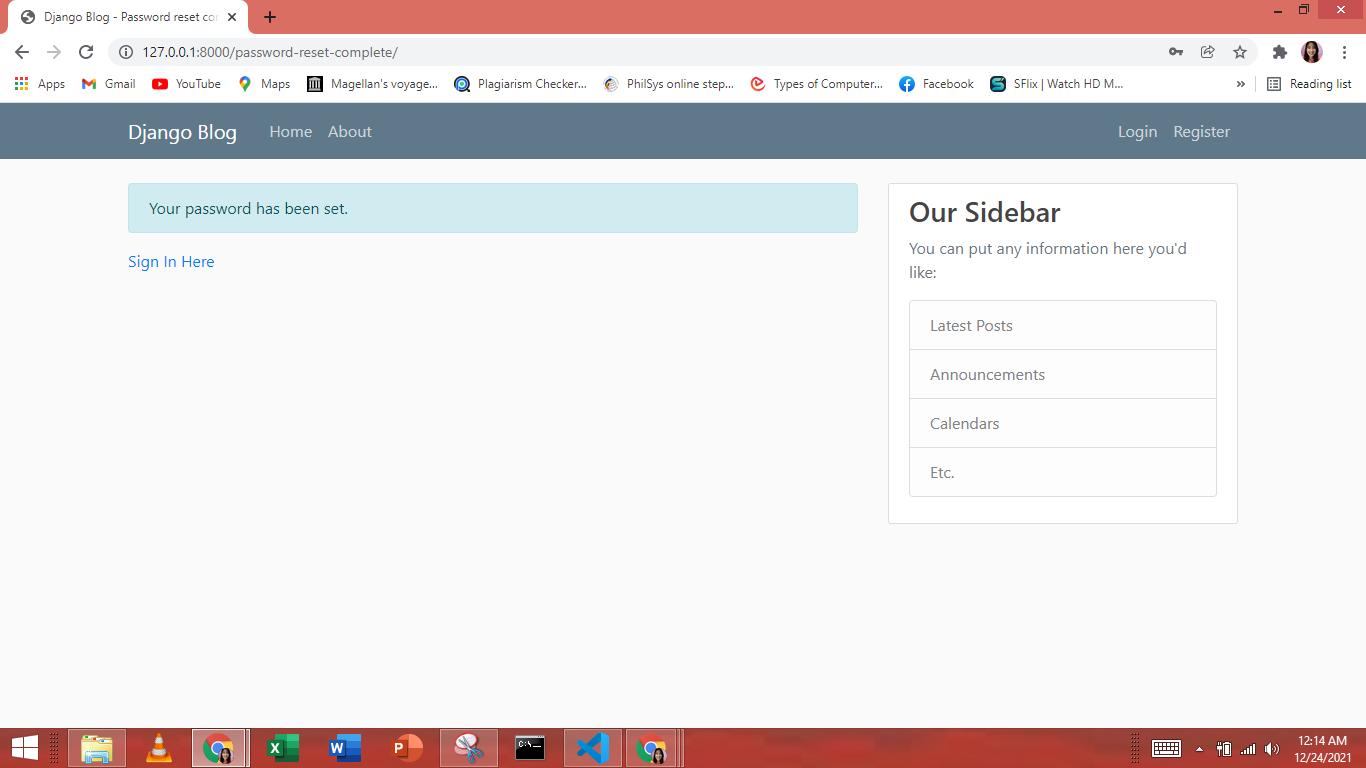 Django Blog - Password reset cor
127.0.0.1:8000/password-reset-complete/
Apps Gmail YouTube Maps Magellan's voyage... Plagiarism Checker... PhilSys online step... Types of Computer... Facebook SFlix | Watch HD M... » Reading list
Django Blog Home About Login Register
Your password has been set.
Sign In Here
Our Sidebar
You can put any information here you'd
like:
Latest Posts
Announcements
Calendars
Etc.
12:14 AM
12/24/2021